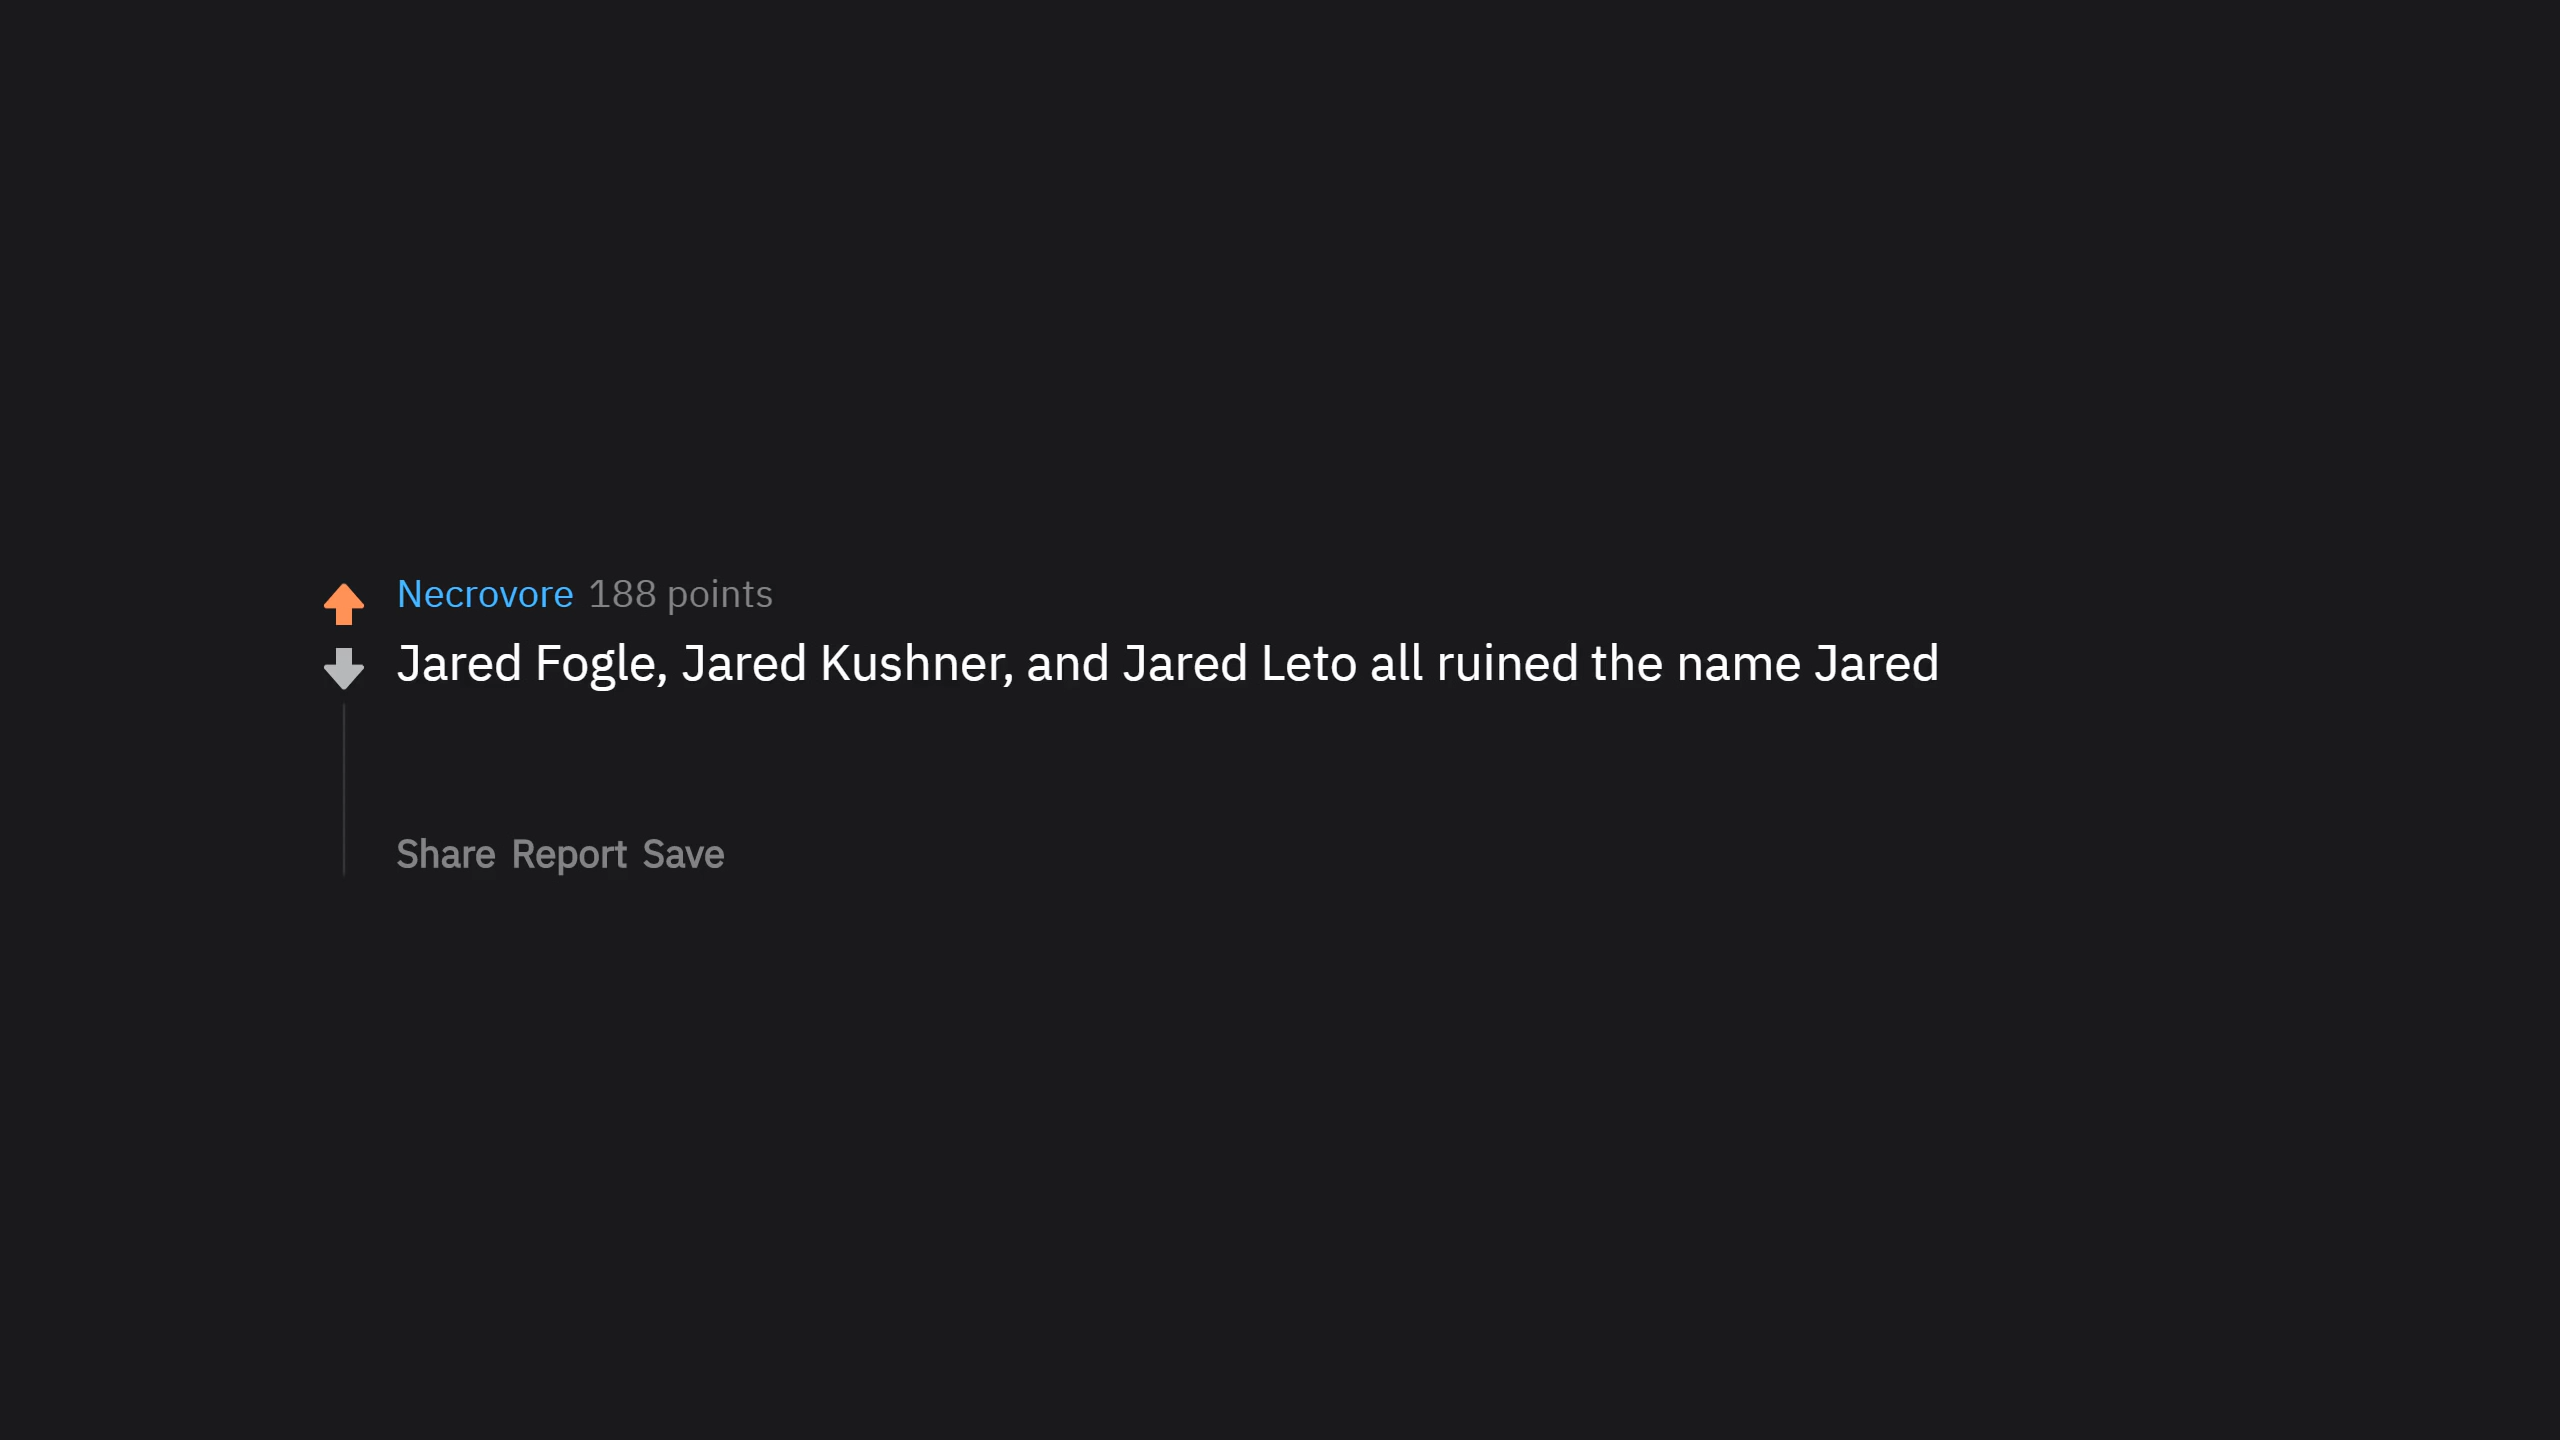 Necrovore 188 points
Jared Fogle, Jared Kushner, and Jared Leto all ruined the name Jared
Share Report Save